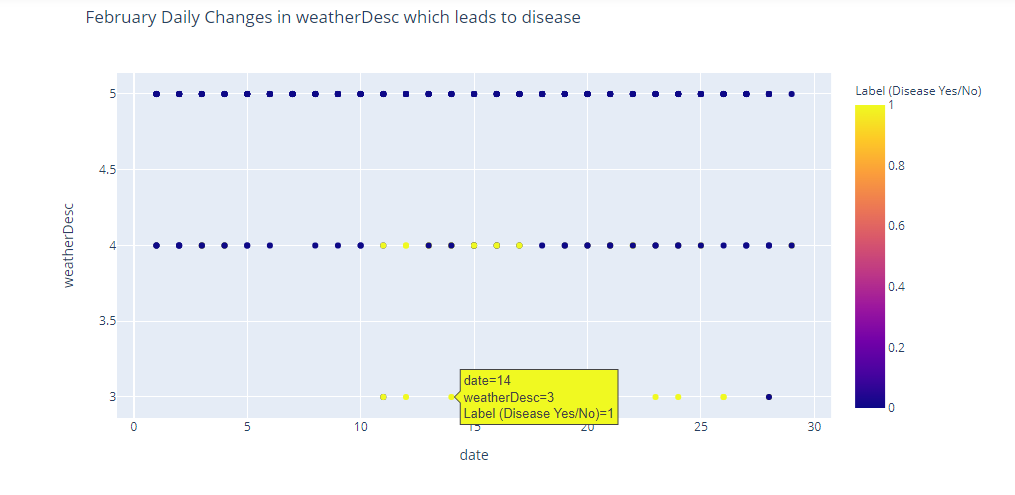 February Daily Changes in weatherDesc which leads to disease
Label (Disease Yes/No)
5
4.5
4
3.5
3
weatherDesc
1
0.8
0.6
0.4
0.2
0
date=14
weatherDesc=3
Label (Disease Yes/No)=1
0
5
10
15
20
25
30
date